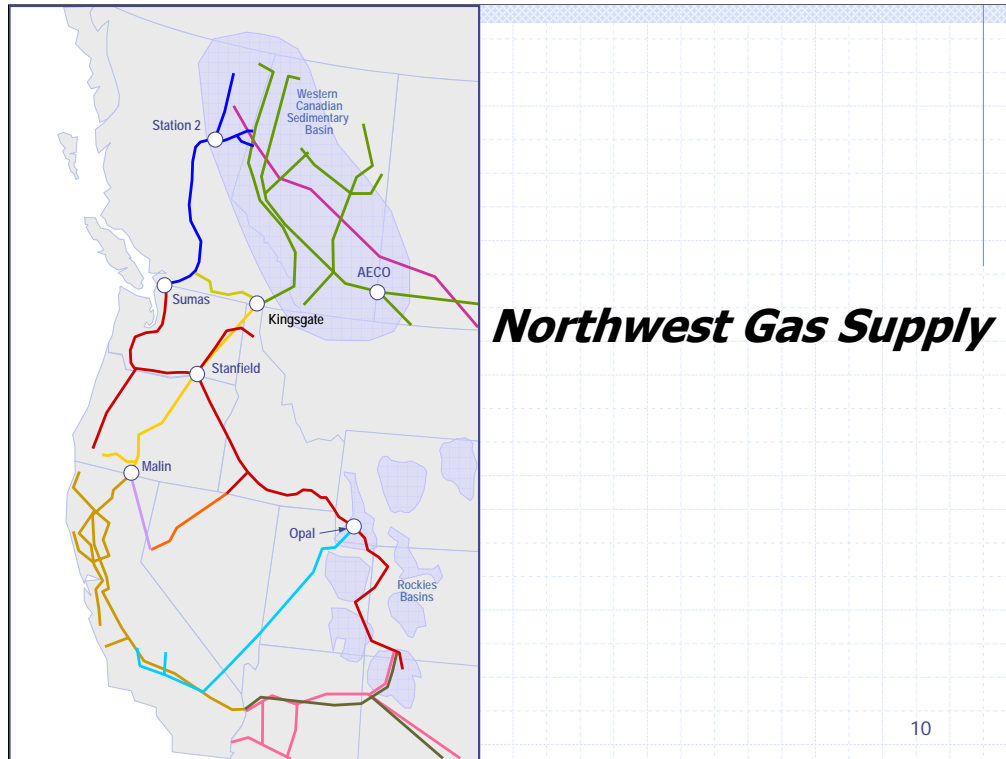 Western
Canadian
Sedimentary
Basin
Station 2
AECO
Sumas
Kingsgate
Stanfield
Malin
Opal
Rockies
Basins
Northwest Gas Supply
10